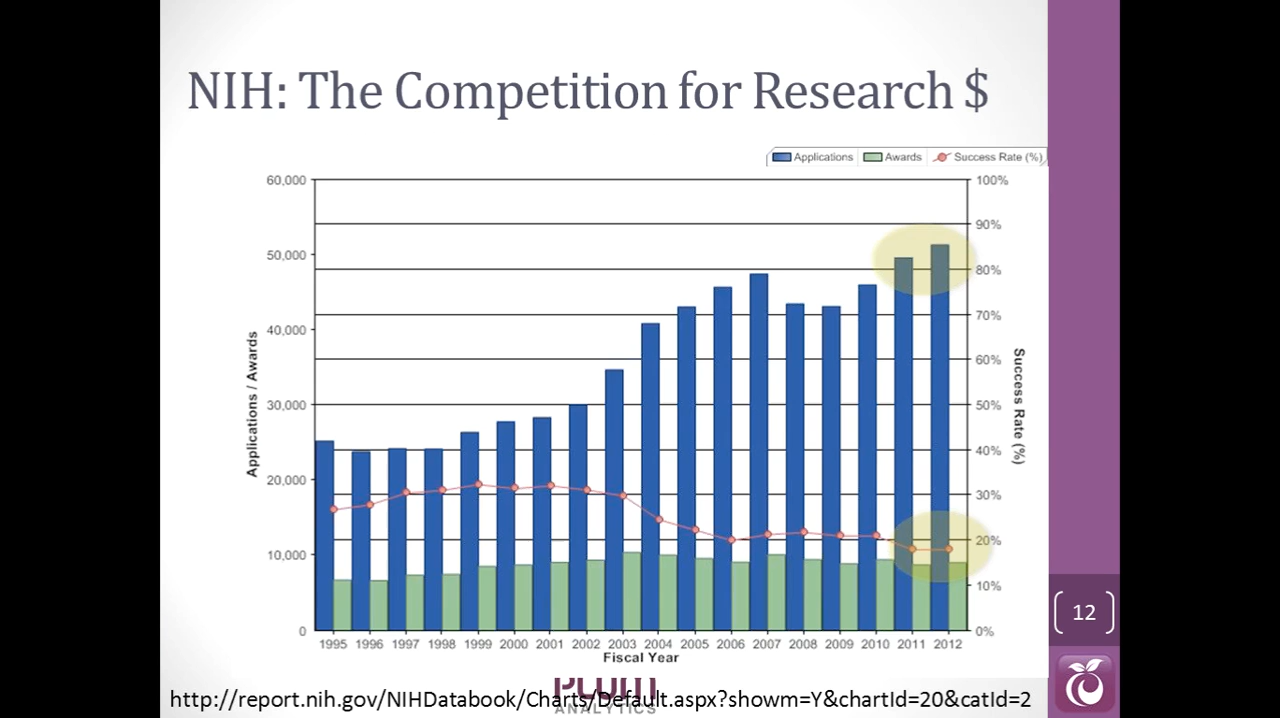 NIH: The Competition for Research $
Applications Awards Success Rate (%)
60,000 100%
90%
50,000
80%
70%
40,000
60%
30,000 50%
40%
20,000
30%
20%
10,000
10%
0 0%
Applications / Awards
Success Rate (%)
1995 1996 1997 1998 1999 2000 2001 2002 2003 2004 2005 2006 2007 2008 2009 2010 2011 2012
Fiscal Year
12
plum
http://report.nih.gov/NIHDatabook/Charts/Default.aspx?showm=Y&chartId=20&catId=2
ANALYTICS